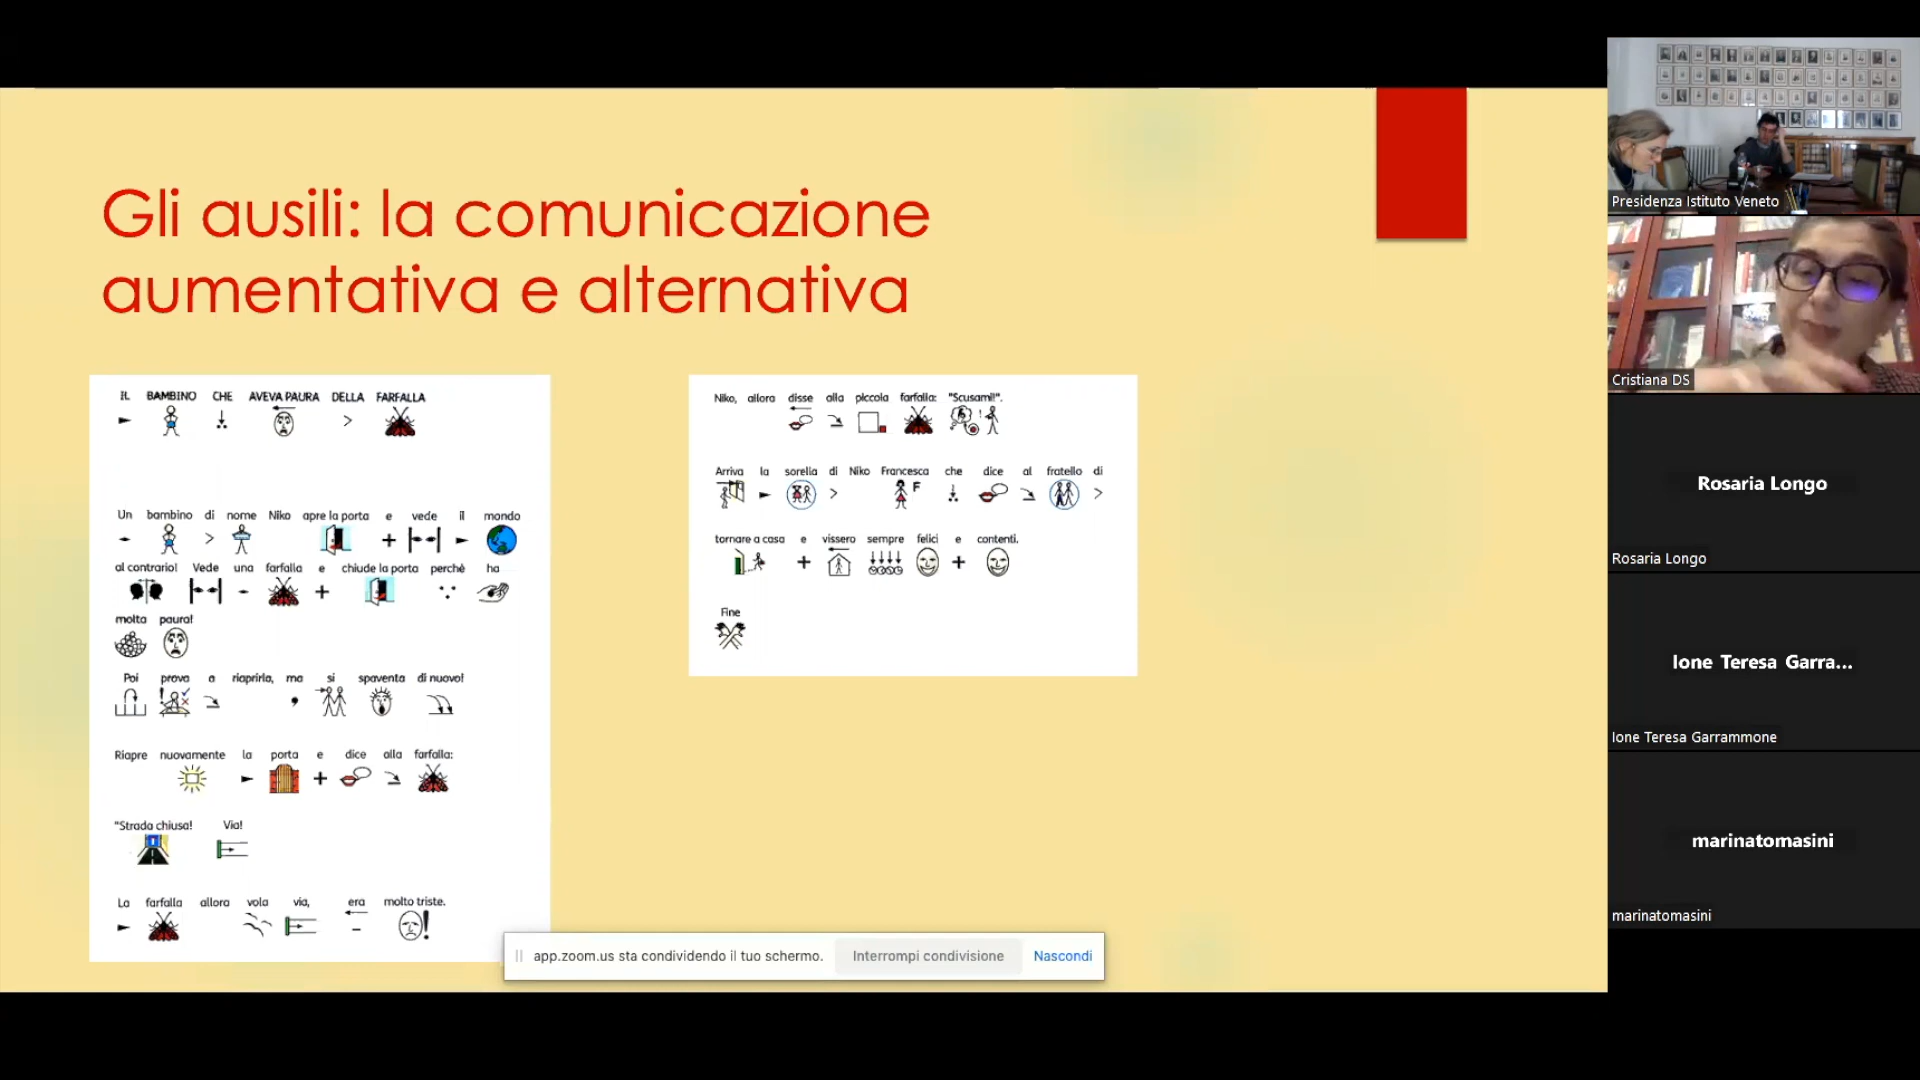 Gli ausili: la comunicazione
aumentativa e alternativa
IL BAMBINO CHE AVEVA PAURA DELLA FARFALLA
Un bambino di nome Niko apre la porta e vede il mondo
al contrario! Vede una farfalla e chiude la porta perchè ha
molta paura!
Poi prova a riaprirla, ma si spaventa di nuovo!
Riapre nuovamente la porta e dice alla farfalla:
"Strada chiusa! Via!
La farfalla allora vola via, era molto triste.
Niko, allora disse alla piccola farfalla: "Scusami!".
Arriva la sorella di Niko Francesca che dice al fratello di
F
tornare a casa e vissero sempre felici e contenti.
Fine
app.zoom.us sta condividendo il tuo schermo. Interrompi condivisione Nascondi
Presidenza Istituto Veneto
Cristiana DS
Rosaria Longo
Rosaria Longo
Ione Teresa Garra...
Ione Teresa Garrammone
marinatomasini
marinatomasini